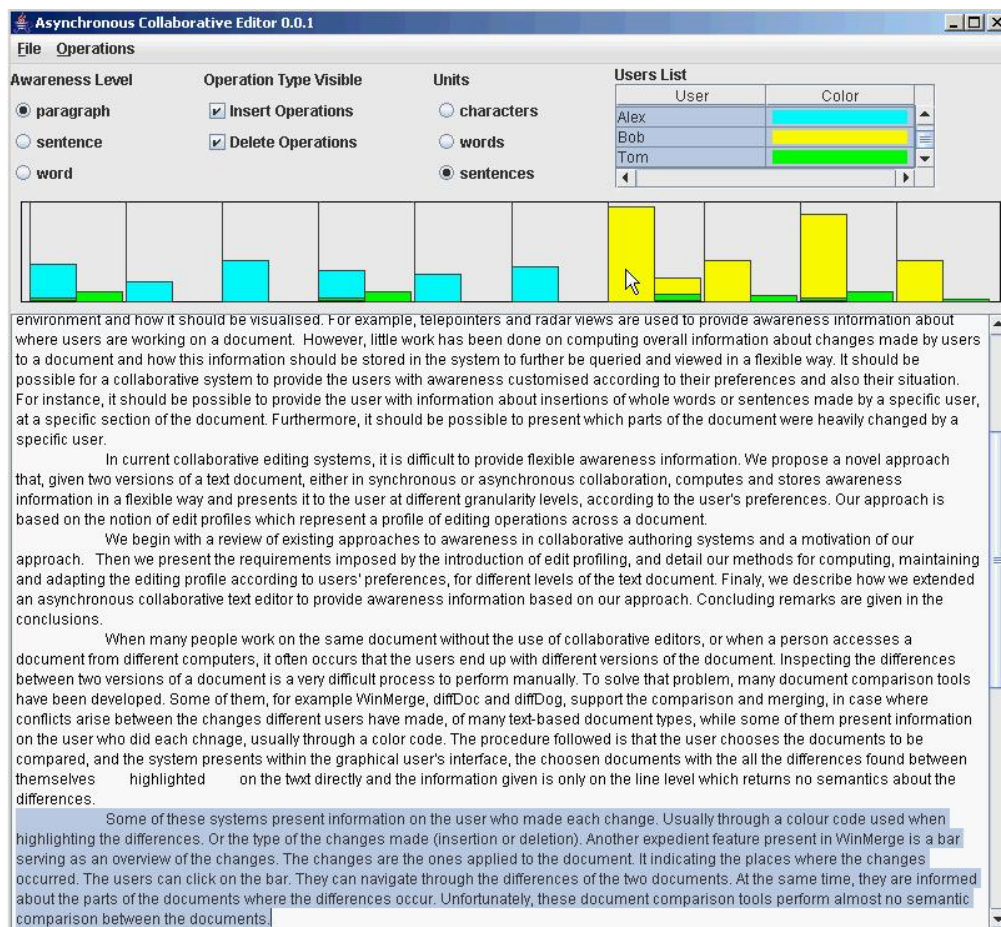 Asynchronous Collaborative Editor 0.0.1
File Operations
Awareness Level
Operation Type Visible
Units
Users List
User
Color
paragraph
Insert Operations
characters
Alex
sentence
Delete Operations
words
Bob
word
sentences
Tom
environment and how it should be visualised. For example, telepointers and radar views are used to provide awareness information about
where users are working on a document. However, little work has been done on computing overall information about changes made by users
to a document and how this information should be stored in the system to further be queried and viewed in a flexible way. It should be
possible for a collaborative system to provide the users with awareness customised according to their preferences and also their situation.
For instance, it should be possible to provide the user with information about insertions of whole words or sentences made by a specific user,
at a specific section of the document. Furthermore, it should be possible to present which parts of the document were heavily changed by a
specific user.
In current collaborative editing systems, it is difficult to provide flexible awareness information. We propose a novel approach
that, given two versions of a text document, either in synchronous or asynchronous collaboration, computes and stores awareness
information in a flexible way and presents it to the user at different granularity levels, according to the user's preferences. Our approach is
based on the notion of edit profiles which represent a profile of editing operations across a document.
We begin with a review of existing approaches to awareness in collaborative authoring systems and a motivation of our
approach. Then we present the requirements imposed by the introduction of edit profiling, and detail our methods for computing, maintaining
and adapting the editing profile according to users' preferences, for different levels of the text document. Finaly, we describe how we extended
an asynchronous collaborative text editor to provide awareness information based on our approach. Concluding remarks are given in the
conclusions.
When many people work on the same document without the use of collaborative editors, or when a person accesses a
document from different computers, it often occurs that the users end up with different versions of the document. Inspecting the differences
between two versions of a document is a very difficult process to perform manually. To solve that problem, many document comparison tools
have been developed. Some of them, for example WinMerge, diffDoc and diffDog, support the comparison and merging, in case where
conflicts arise between the changes different users have made, of many text-based document types, while some of them present information
on the user who did each chnage, usually through a color code. The procedure followed is that the user chooses the documents to be
compared, and the system presents within the graphical user's interface, the choosen documents with the all the differences found between
themselves highlighted on the twxt directly and the information given is only on the line level which returns no semantics about the
differences.
Some of these systems present information on the user who made each change. Usually through a colour code used when
highlighting the differences. Or the type of the changes made (insertion or deletion). Another expedient feature present in WinMerge is a bar
serving as an overview of the changes. The changes are the ones applied to the document. It indicating the places where the changes
occurred. The users can click on the bar. They can navigate through the differences of the two documents. At the same time, they are informed
about the parts of the documents where the differences occur. Unfortunately, these document comparison tools perform almost no semantic
comparison between the documents.